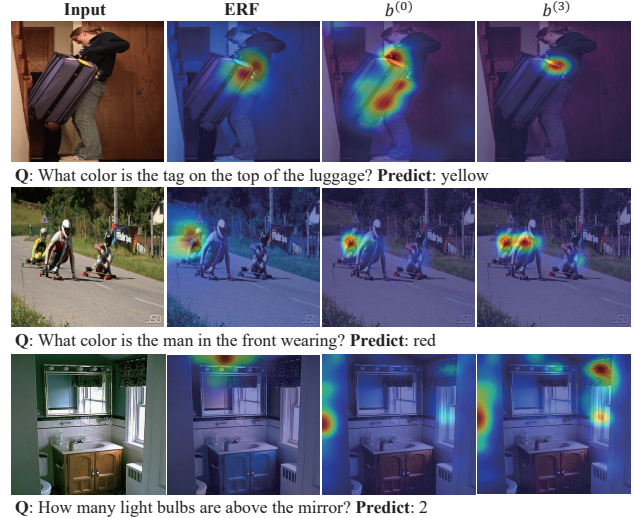 Input ERF b^(0) b^(3)
Q: What color is the tag on the top of the luggage? Predict: yellow
Q: What color is the man in the front wearing? Predict: red
Q: How many light bulbs are above the mirror? Predict: 2